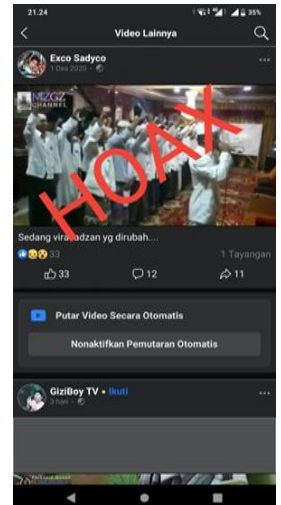 21.24
35%
Video Lainnya
Exco Sadyco
1 Des 2020
MZGZ
CHANNEL
HOAX
Sedang viral adzan yg dirubah....
33
1 Tayangan
33
12
11
Putar Video Secara Otomatis
Nonaktifkan Pemutaran Otomatis
GiziBoy TV • Ikuti
3 hari